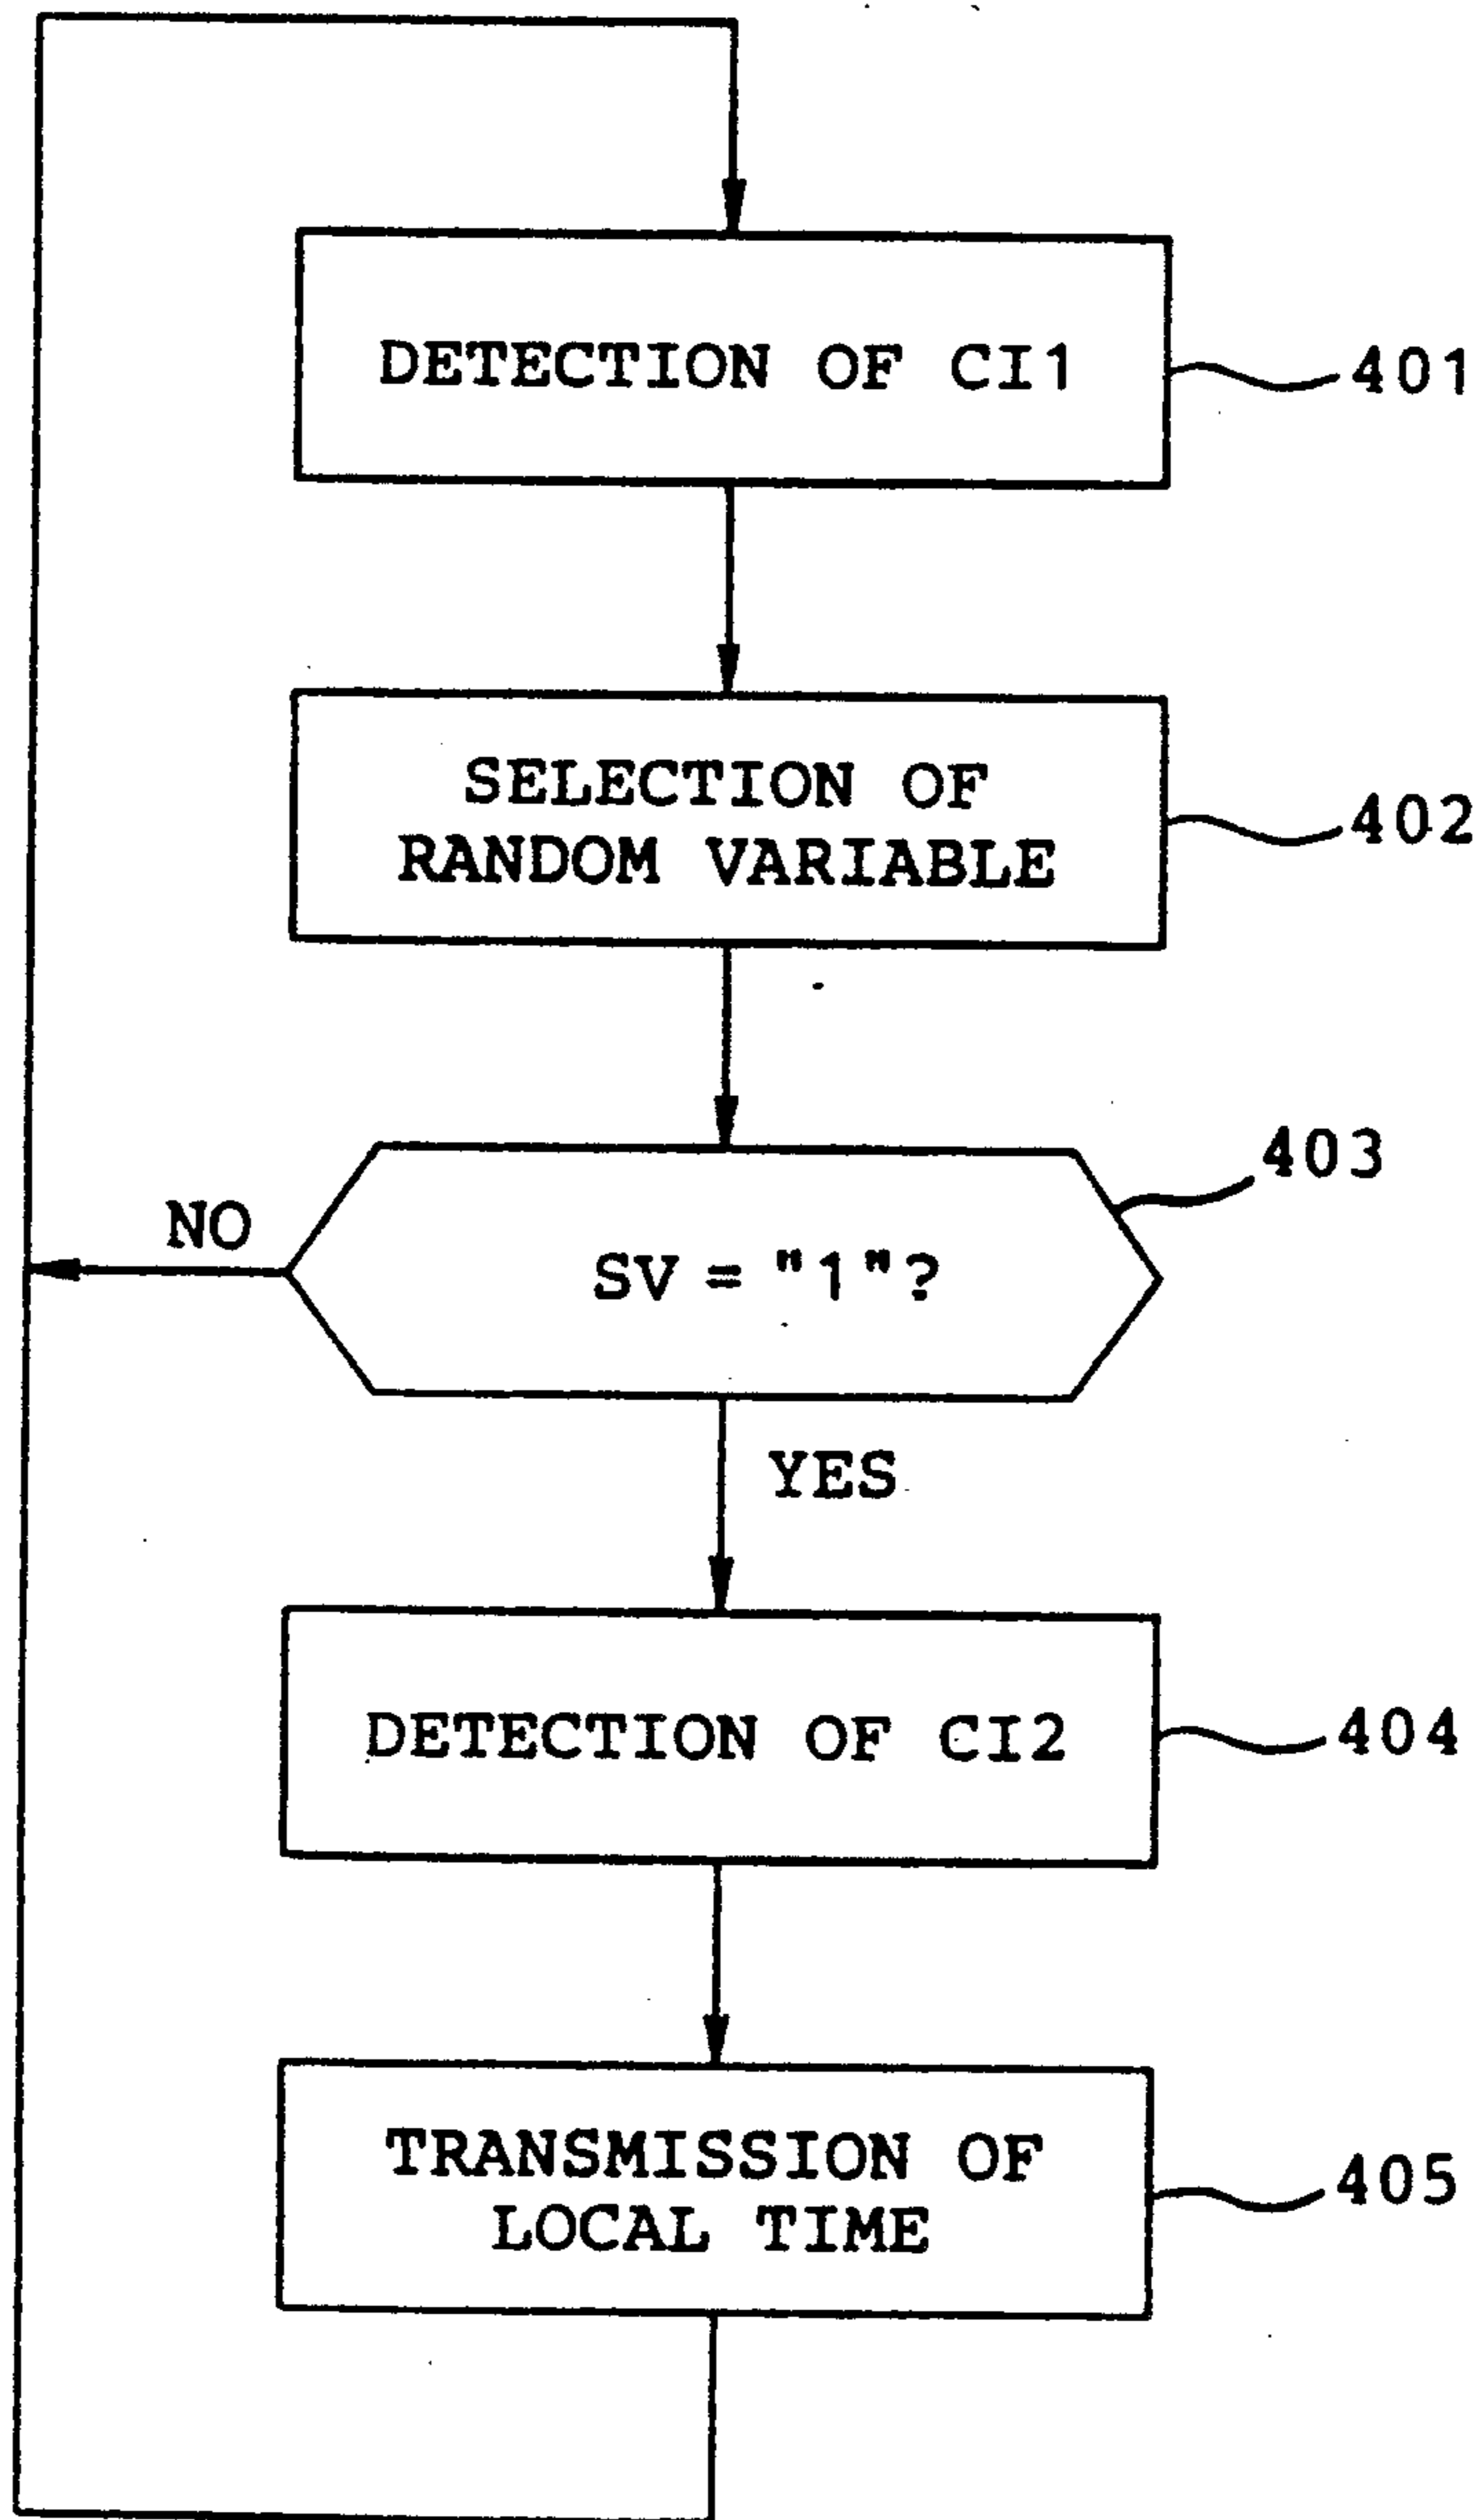 DETECTION OF CI1
401
SELECTION OF
RANDOM VARIABLE
402
403
NO
SV = "1"?
YES
DETECTION OF CI2
404
TRANSMISSION OF
LOCAL TIME
405